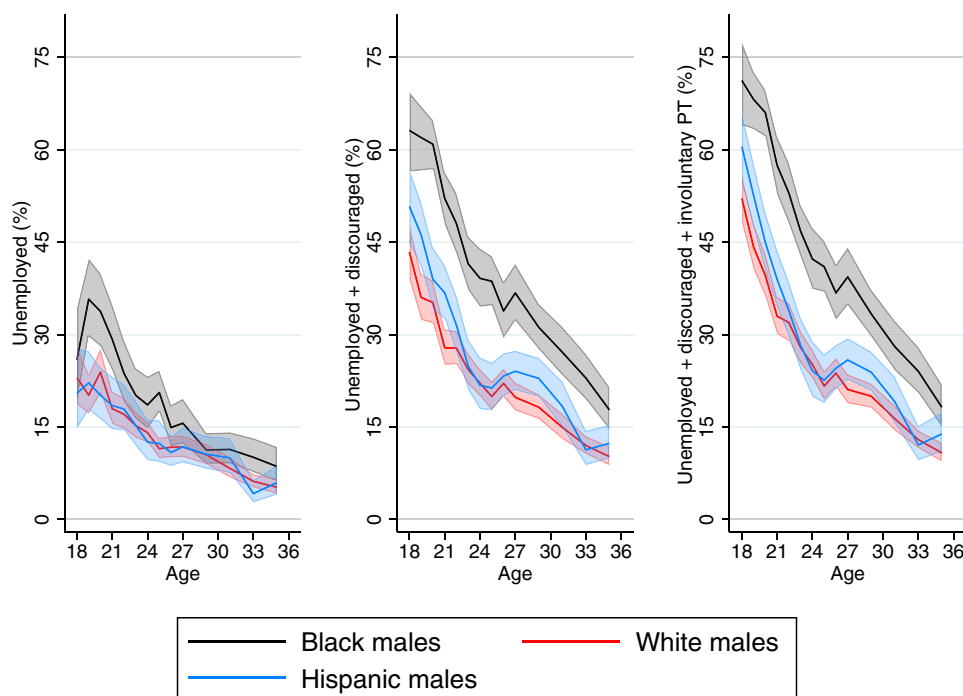 Unemployed (%)
75
60
45
30
15
0
18 21 24 27 30 33 36
Age
Unemployed + discouraged (%)
75
60
45
30
15
0
18 21 24 27 30 33 36
Age
Unemployed + discouraged + involuntary PT (%)
75
60
45
30
15
0
18 21 24 27 30 33 36
Age
Black males
White males
Hispanic males